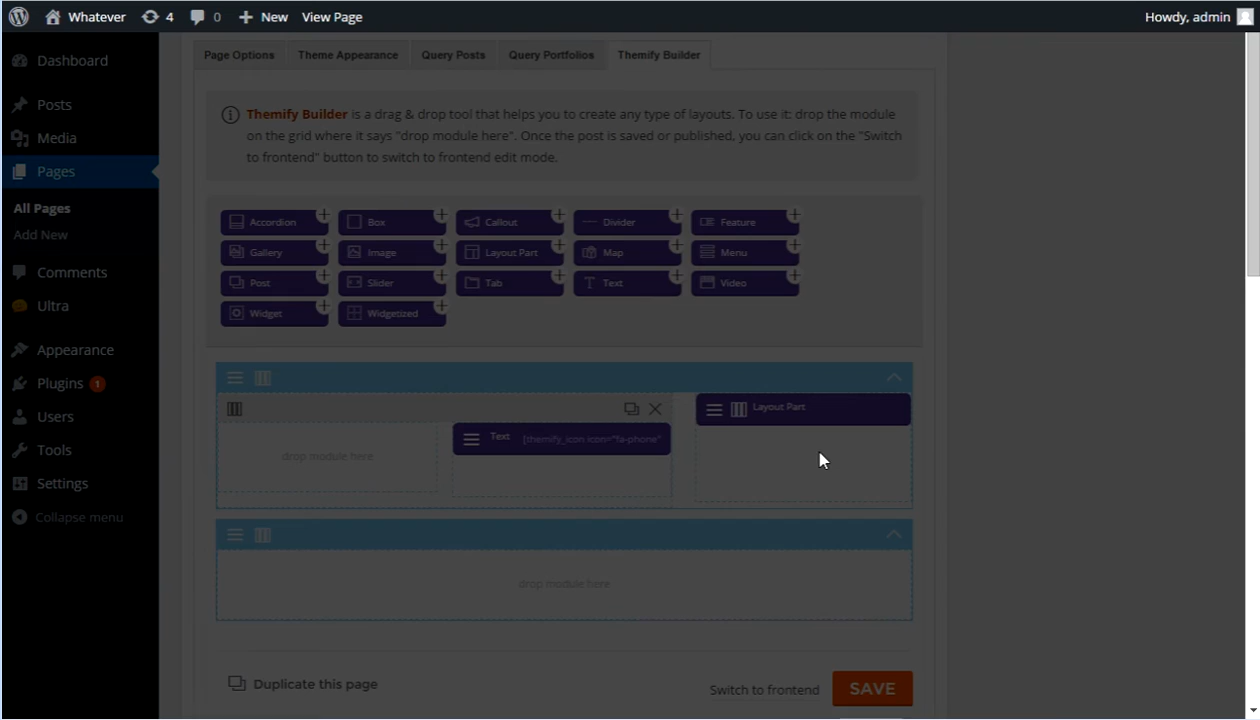 Whatever 4 0 New View Page Howdy, admin
Dashboard
Posts
Media
Pages
All Pages
Add New
Comments
Ultra
Appearance
Plugins 1
Users
Tools
Settings
Collapse menu
Page Options Theme Appearance Query Posts Query Portfolios Themify Builder
Themify Builder is a drag & drop tool that helps you to create any type of layouts. To use it: drop the module
on the grid where it says "drop module here". Once the post is saved or published, you can click on the "Switch
to frontend" button to switch to frontend edit mode.
Accordion Box Callout Divider Feature
Gallery Image Layout Part Map Menu
Post Slider Tab Text Video
Widget Widgetized
Layout Part
Text [themify_icon icon="fa-phone"
drop module here
drop module here
Duplicate this page
Switch to frontend SAVE